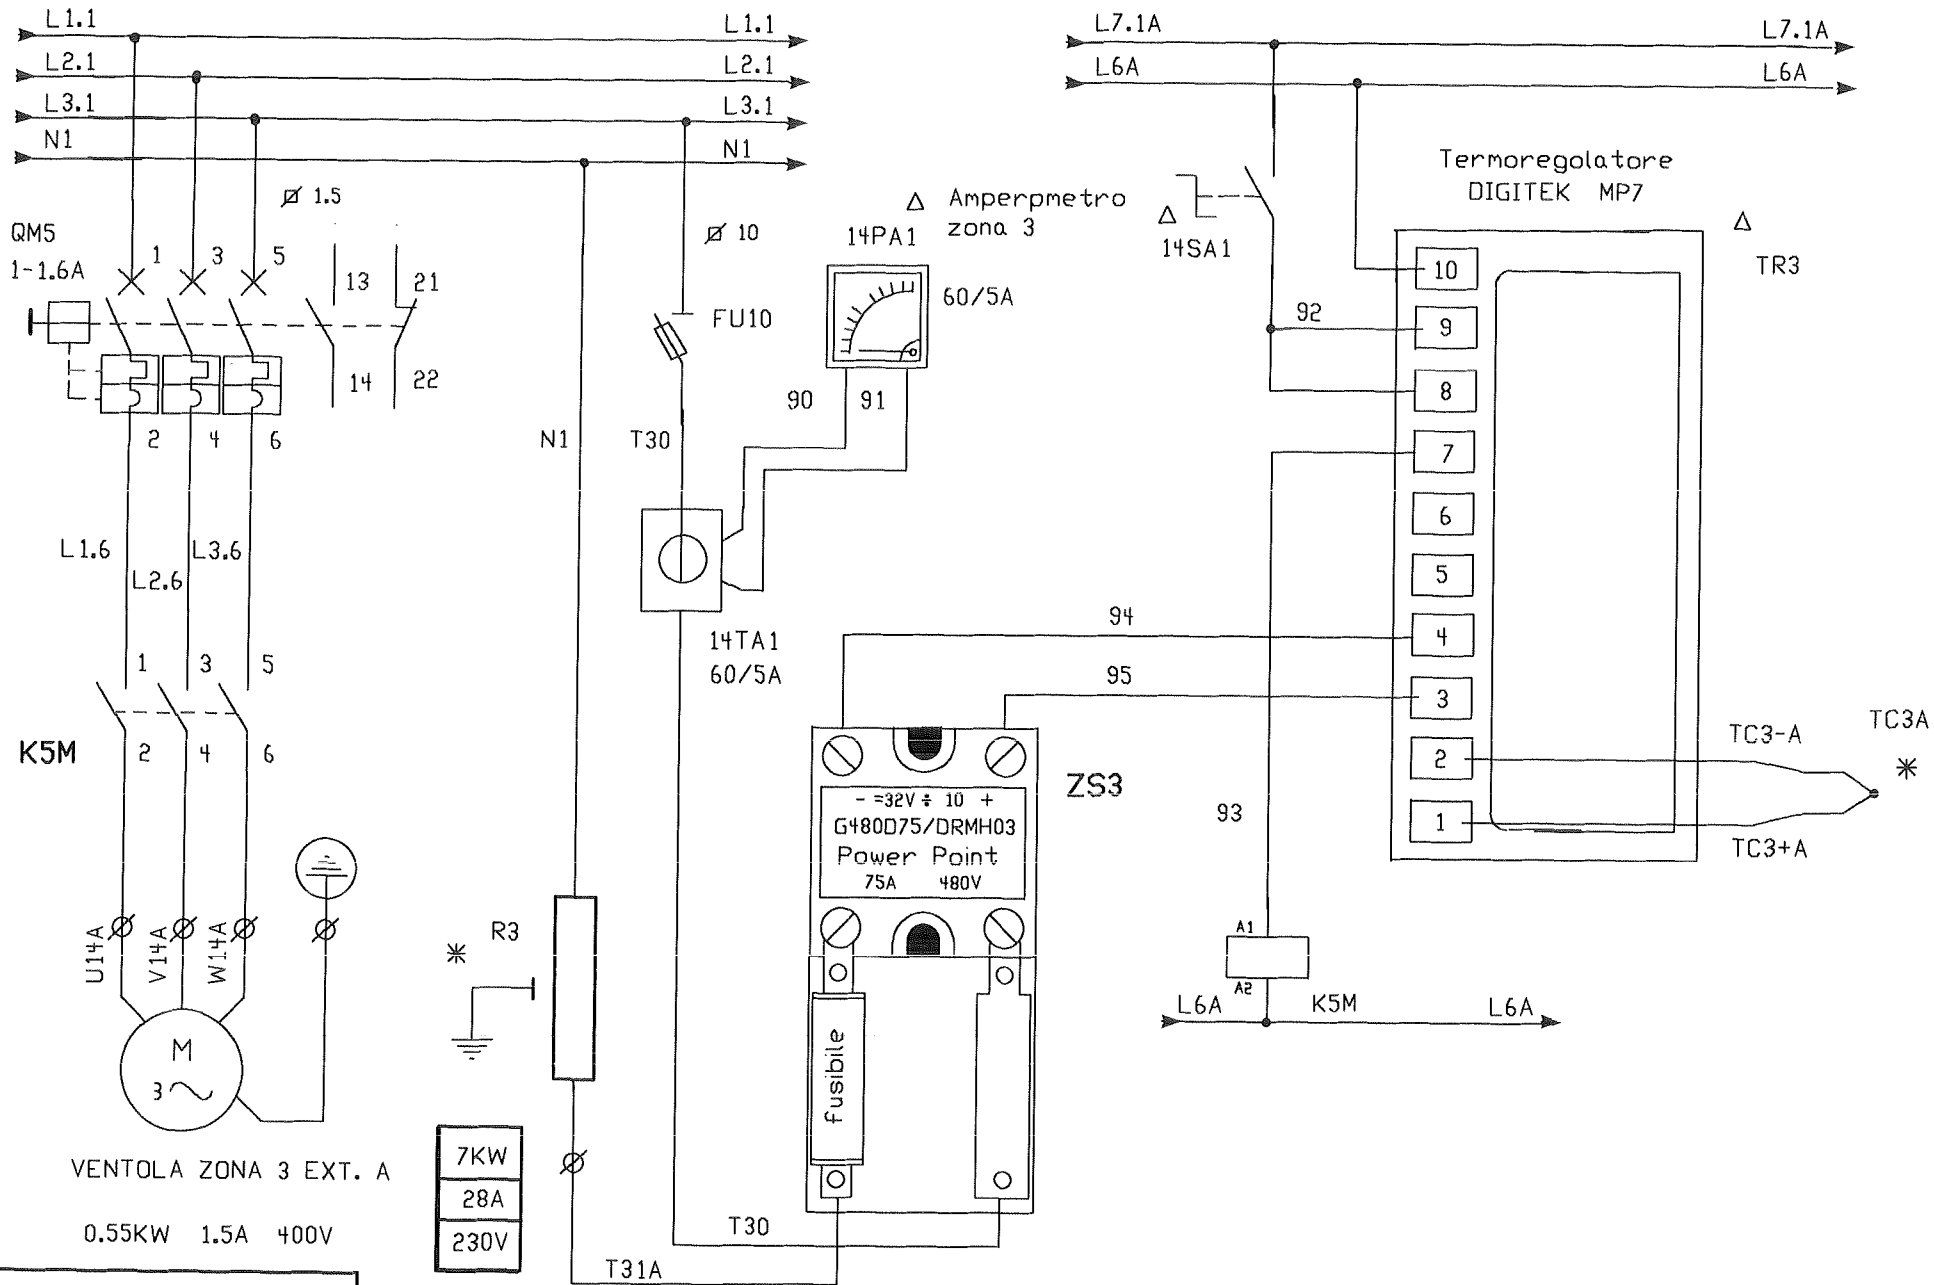 L1.1
L1.1
L2.1
L2.1
L3.1
L3.1
N1
N1
1.5
QM5
1-1.6A
1
3
5
13
21
14
22
2
4
6
L1.6
L2.6
L3.6
1
3
5
K5M
2
4
6
U14A
V14A
W14A
M
3
VENTOLA ZONA 3 EXT. A
0.55KW 1.5A 400V
N1
R3
7KW
28A
230V
T31A
10
FU10
T30
14PA1
Amperpmetro
zona 3
60/5A
90
91
14TA1
60/5A
T30
ZS3
- =32V ÷ 10 +
G480D75/DRMH03
Power Point
75A 480V
fusibile
L7.1A
L7.1A
L6A
L6A
14SA1
Termoregolatore
DIGITEK MP7
TR3
10
92
9
8
7
6
5
94
4
95
3
2
1
TC3-A
TC3A
TC3+A
93
A1
A2
L6A
K5M
L6A